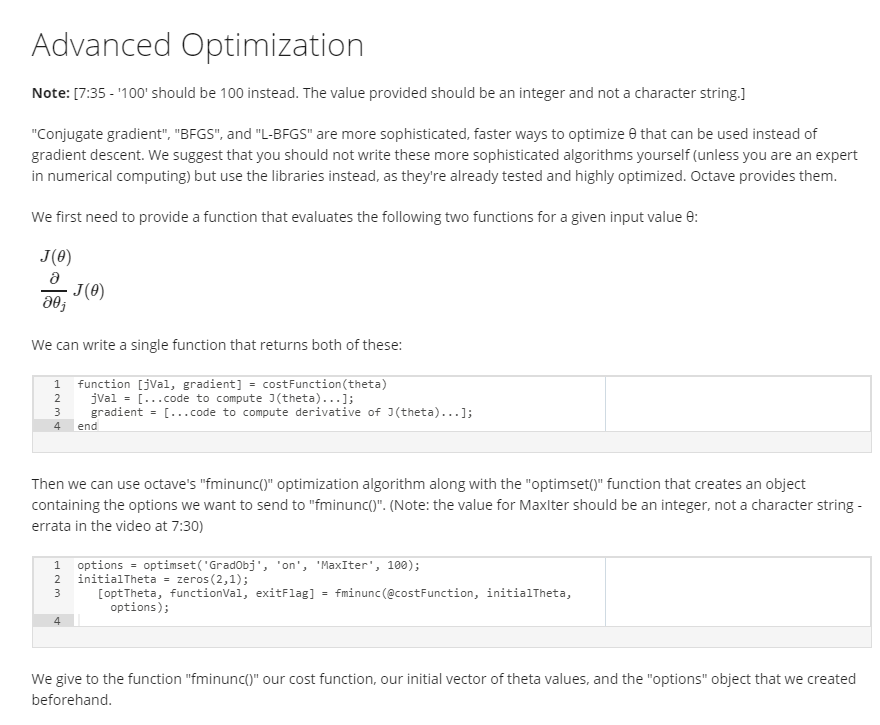 Advanced Optimization
Note: [7:35 - '100' should be 100 instead. The value provided should be an integer and not a character string.]
"Conjugate gradient", "BFGS", and "L-BFGS" are more sophisticated, faster ways to optimize θ that can be used instead of
gradient descent. We suggest that you should not write these more sophisticated algorithms yourself (unless you are an expert
in numerical computing) but use the libraries instead, as they're already tested and highly optimized. Octave provides them.
We first need to provide a function that evaluates the following two functions for a given input value θ:
J(θ)
∂
∂θj J(θ)
We can write a single function that returns both of these:
1 function [jVal, gradient] = costFunction(theta)
2   jVal = [...code to compute J(theta)...];
3   gradient = [...code to compute derivative of J(theta)...];
4 end
Then we can use octave's "fminunc()" optimization algorithm along with the "optimset()" function that creates an object
containing the options we want to send to "fminunc()". (Note: the value for MaxIter should be an integer, not a character string -
errata in the video at 7:30)
1 options = optimset('GradObj', 'on', 'MaxIter', 100);
2 initialTheta = zeros(2,1);
3    [optTheta, functionVal, exitFlag] = fminunc(@costFunction, initialTheta,
     options);
4
We give to the function "fminunc()" our cost function, our initial vector of theta values, and the "options" object that we created
beforehand.